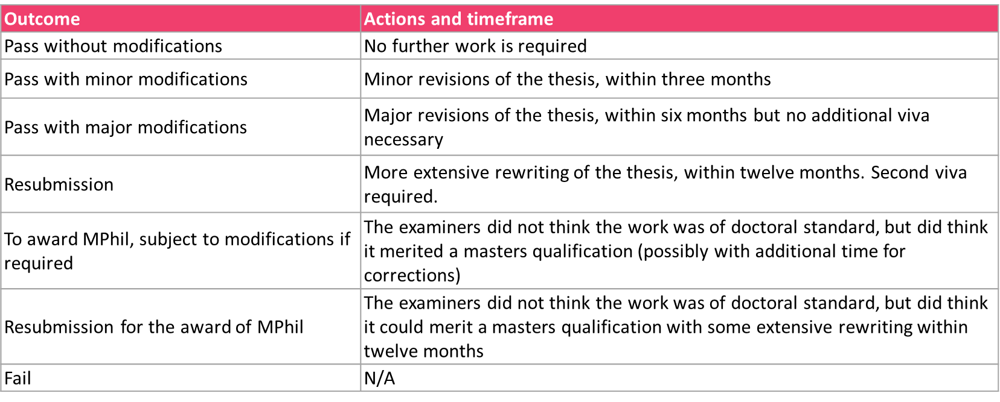 Outcome
Actions and timeframe
Pass without modifications
No further work is required
Pass with minor modifications
Minor revisions of the thesis, within three months
Pass with major modifications
Major revisions of the thesis, within six months but no additional viva
necessary
Resubmission
More extensive rewriting of the thesis, within twelve months. Second viva
required.
To award MPhil, subject to modifications if
required
The examiners did not think the work was of doctoral standard, but did think
it merited a masters qualification (possibly with additional time for
corrections)
Resubmission for the award of MPhil
The examiners did not think the work was of doctoral standard, but did think
it could merit a masters qualification with some extensive rewriting within
twelve months
Fail
N/A